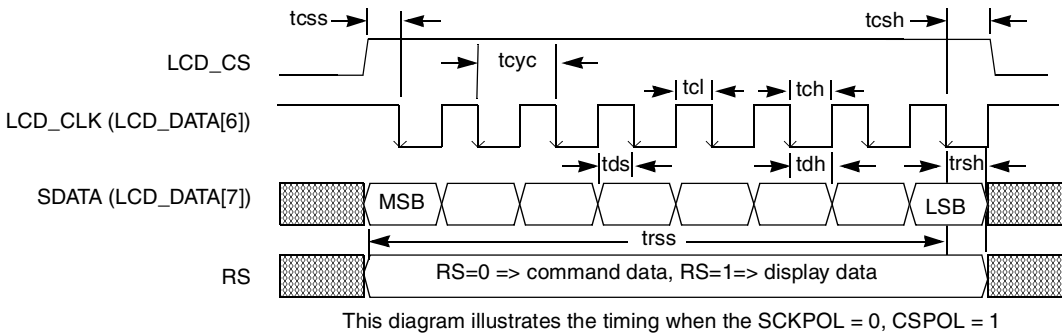 tcss
tcsh
LCD_CS
tcyc
tcl
tch
LCD_CLK (LCD_DATA[6])
tds
tdh
trsh
SDATA (LCD_DATA[7])
MSB
LSB
trss
RS
RS=0 => command data, RS=1=> display data
This diagram illustrates the timing when the SCKPOL = 0, CSPOL = 1